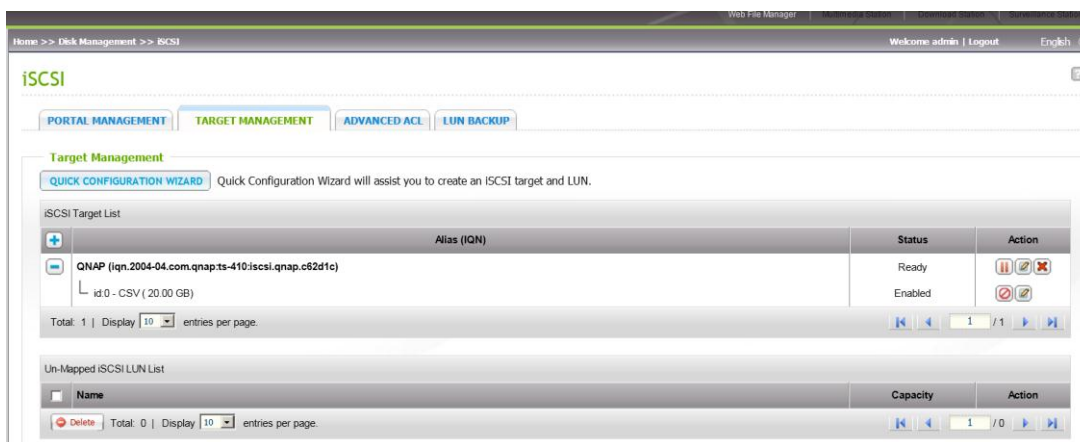 Web File Manager | Multimedia Station | Download Station | Surveillance Station
Home >> Disk Management >> iSCSI Welcome admin | Logout English
iSCSI
PORTAL MANAGEMENT TARGET MANAGEMENT ADVANCED ACL LUN BACKUP
Target Management
QUICK CONFIGURATION WIZARD Quick Configuration Wizard will assist you to create an iSCSI target and LUN.
iSCSI Target List
Alias (IQN) Status Action
QNAP (iqn.2004-04.com.qnap:ts-410:iscsi.qnap.c62d1c) Ready
id:0 - CSV ( 20.00 GB) Enabled
Total: 1 | Display 10 entries per page. 1 / 1
Un-Mapped iSCSI LUN List
Name Capacity Action
Delete Total: 0 | Display 10 entries per page. 1 / 0